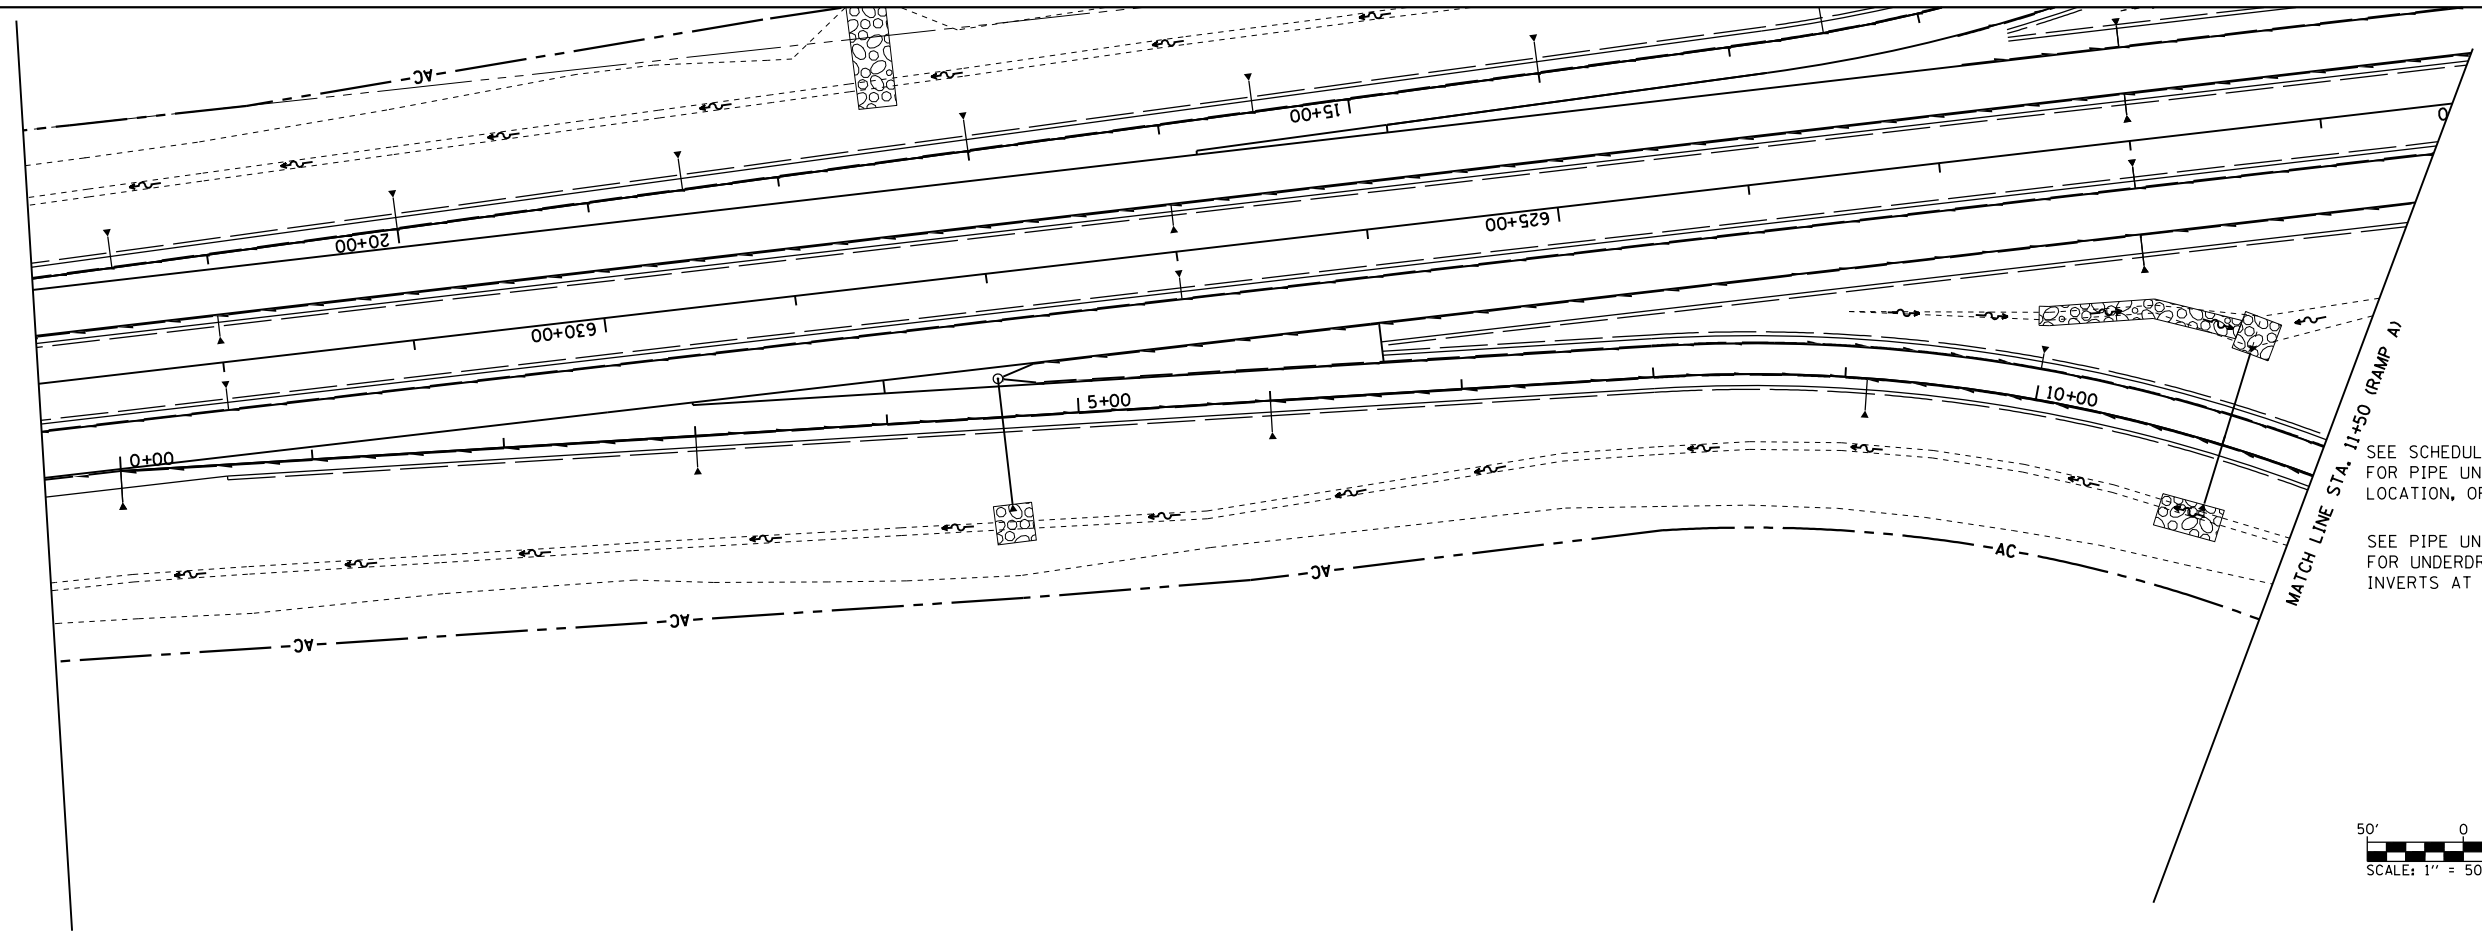 AC
15+00
20+00
0
625+00
630+00
5+00
10+00
0+00
MATCH LINE STA. 11+50 (RAMP A)
SEE SCHEDUL
FOR PIPE UN
LOCATION, OF
SEE PIPE UN
FOR UNDERDR
INVERTS AT
AC
AC
AC
AC
50' 0
SCALE: 1" = 50